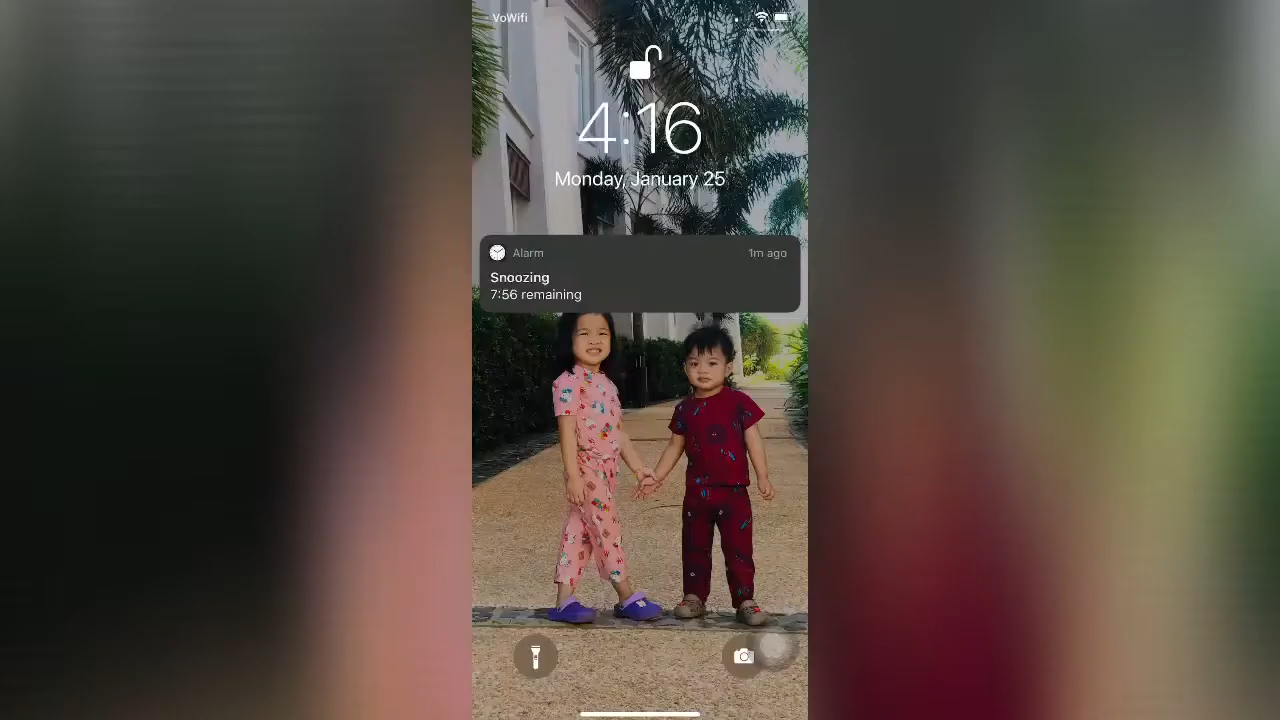 VoWifi
4:16
Monday, January 25
Alarm 1m ago
Snoozing
7:56 remaining